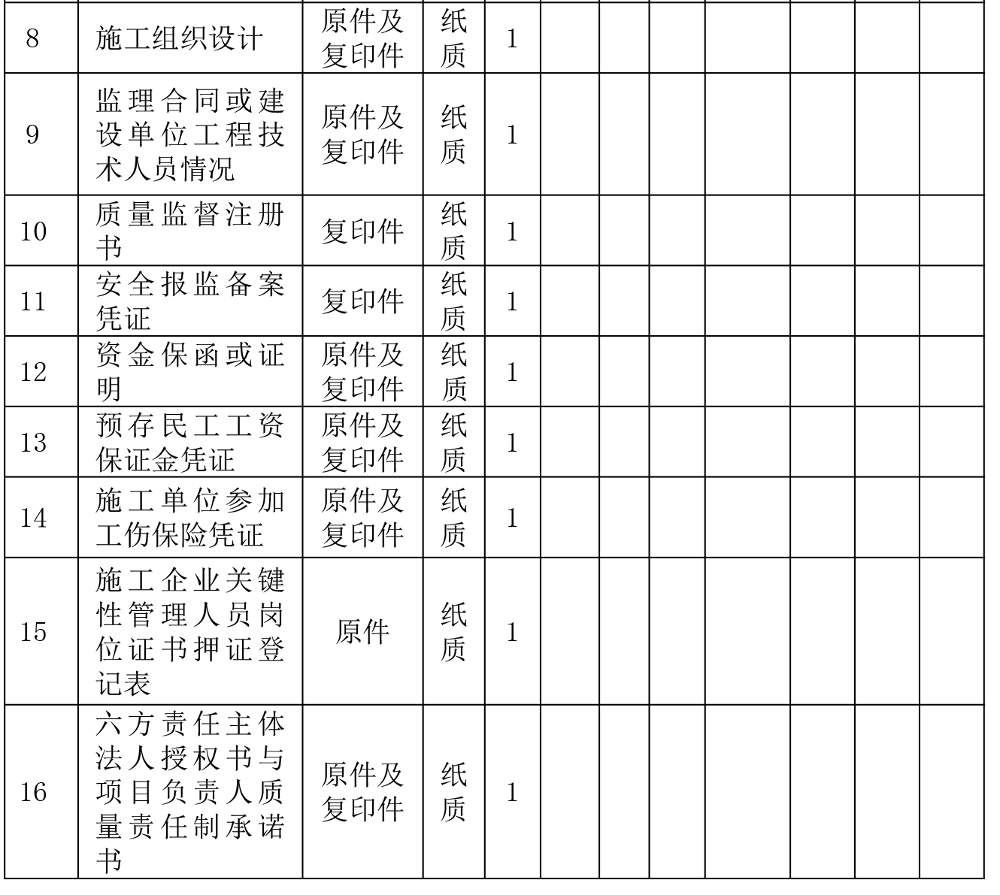 8 施工组织设计 原件及 纸 1
复印件 质
监理合同或建
9 设单位工程技 原件及 纸 1
术人员情况 复印件 质
10 质量监督注册 复印件 纸 1
书 质
11 安全报监备案 复印件 纸 1
凭证 质
12 资金保函或证 原件及 纸 1
明 复印件 质
13 预存民工工资 原件及 纸 1
保证金凭证 复印件 质
14 施工单位参加 原件及 纸 1
工伤保险凭证 复印件 质
施工企业关键
性管理人员岗 纸
15 位证书押证登 原件 质 1
记表
六方责任主体
法人授权书与 原件及 纸
16 项目负责人质 复印件 质 1
量责任制承诺
书